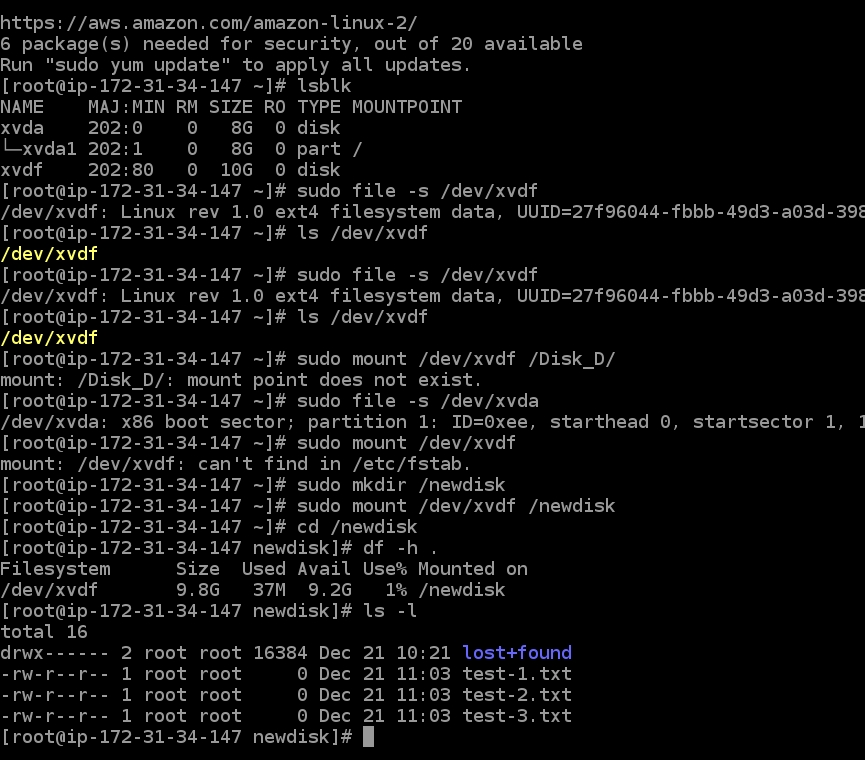 https://aws.amazon.com/amazon-linux-2/
6 package(s) needed for security, out of 20 available
Run "sudo yum update" to apply all updates.
[root@ip-172-31-34-147 ~]# lsblk
NAME    MAJ:MIN RM SIZE RO TYPE MOUNTPOINT
xvda    202:0    0   8G  0 disk
└─xvda1 202:1    0   8G  0 part /
xvdf    202:80   0  10G  0 disk
[root@ip-172-31-34-147 ~]# sudo file -s /dev/xvdf
/dev/xvdf: Linux rev 1.0 ext4 filesystem data, UUID=27f96044-fbbb-49d3-a03d-398
[root@ip-172-31-34-147 ~]# ls /dev/xvdf
/dev/xvdf
[root@ip-172-31-34-147 ~]# sudo file -s /dev/xvdf
/dev/xvdf: Linux rev 1.0 ext4 filesystem data, UUID=27f96044-fbbb-49d3-a03d-398
[root@ip-172-31-34-147 ~]# ls /dev/xvdf
/dev/xvdf
[root@ip-172-31-34-147 ~]# sudo mount /dev/xvdf /Disk_D/
mount: /Disk_D/: mount point does not exist.
[root@ip-172-31-34-147 ~]# sudo file -s /dev/xvda
/dev/xvda: x86 boot sector; partition 1: ID=0xee, starthead 0, startsector 1, 1
[root@ip-172-31-34-147 ~]# sudo mount /dev/xvdf
mount: /dev/xvdf: can't find in /etc/fstab.
[root@ip-172-31-34-147 ~]# sudo mkdir /newdisk
[root@ip-172-31-34-147 ~]# sudo mount /dev/xvdf /newdisk
[root@ip-172-31-34-147 ~]# cd /newdisk
[root@ip-172-31-34-147 newdisk]# df -h .
Filesystem      Size  Used Avail Use% Mounted on
/dev/xvdf       9.8G   37M  9.2G   1% /newdisk
[root@ip-172-31-34-147 newdisk]# ls -l
total 16
drwx------ 2 root root 16384 Dec 21 10:21 lost+found
-rw-r--r-- 1 root root     0 Dec 21 11:03 test-1.txt
-rw-r--r-- 1 root root     0 Dec 21 11:03 test-2.txt
-rw-r--r-- 1 root root     0 Dec 21 11:03 test-3.txt
[root@ip-172-31-34-147 newdisk]#